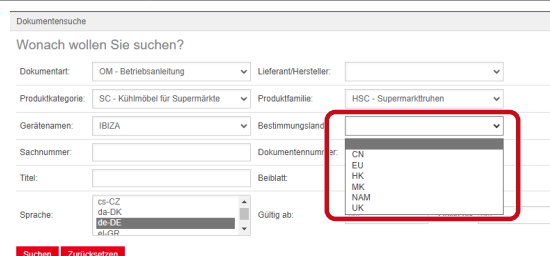 Dokumentensuche
Wonach wollen Sie suchen?
Dokumentart: OM - Betriebsanleitung Lieferant/Hersteller:
Produktkategorie: SC - Kühlmöbel für Supermärkte Produktfamilie: HSC - Supermarkttruhen
Gerätenamen: IBIZA Bestimmungsland
Sachnummer: Dokumentennummer:
CN
EU
HK
MK
NAM
UK
Titel: Beiblatt:
Sprache: Gültig ab:
cs-CZ
da-DK
de-DE
el-GR
Suchen Zurücksetzen